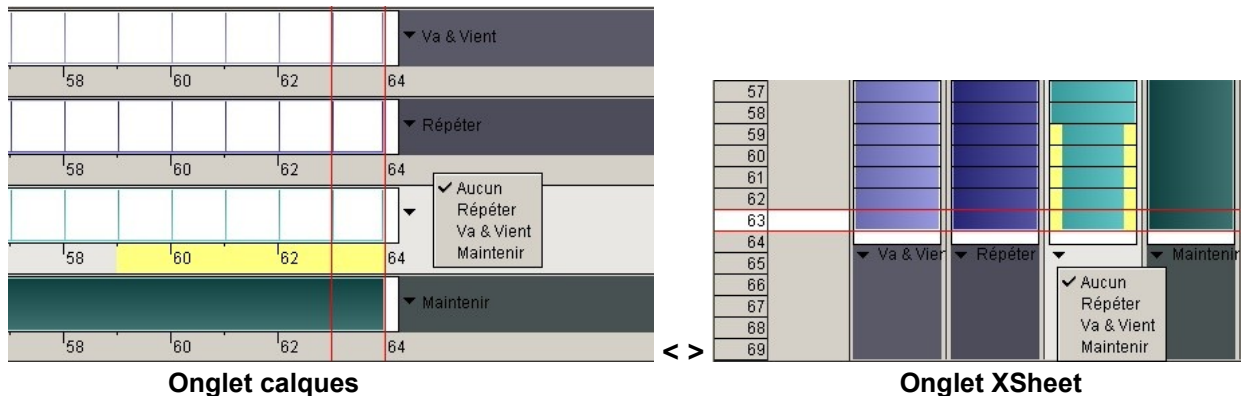 Va & Vient
58 60 62 64
Répéter
58 60 62 64
Aucun
Répéter
Va & Vient
Maintenir
58 60 62 64
Maintenir
58 60 62 64
< >
57
58
59
60
61
62
63
64
65
66
67
68
69
Va & Vier Répéter Maintenir
Aucun
Répéter
Va & Vient
Maintenir
Onglet calques Onglet XSheet